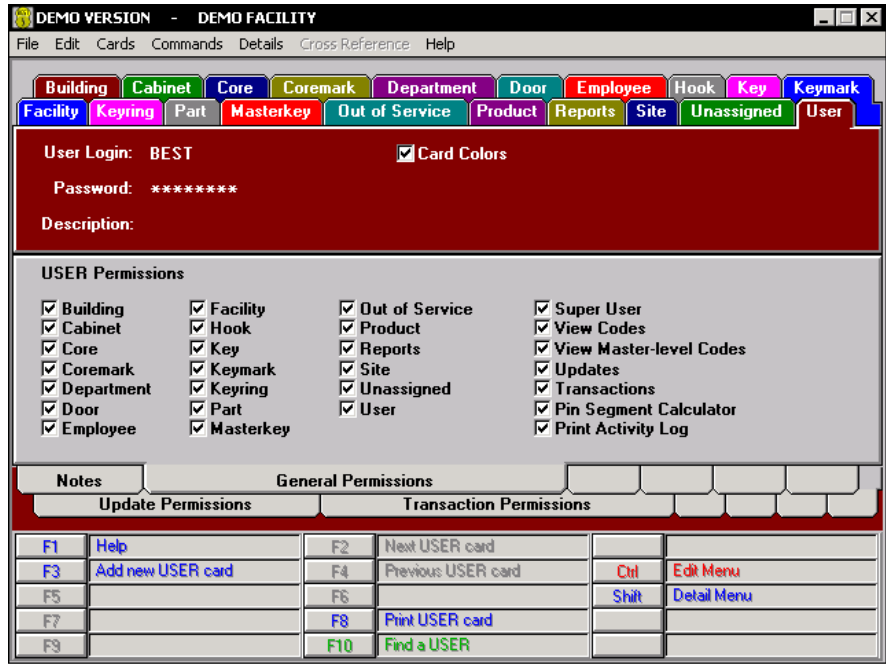 DEMO VERSION - DEMO FACILITY
File Edit Cards Commands Details Cross Reference Help
Building Cabinet Core Coremark Department Door Employee Hook Key Keymark
Facility Keyring Part Masterkey Out of Service Product Reports Site Unassigned User
User Login: BEST Card Colors
Password: ********
Description:
USER Permissions
Building Facility Out of Service Super User
Cabinet Hook Product View Codes
Core Key Reports View Master-level Codes
Coremark Keymark Site Updates
Department Keyring Unassigned Transactions
Door Part User Pin Segment Calculator
Employee Masterkey Print Activity Log
Notes General Permissions
Update Permissions Transaction Permissions
F1 Help F2 Next USER card
F3 Add new USER card F4 Previous USER card Ctrl Edit Menu
F5 F6 Shift Detail Menu
F7 F8 Print USER card
F9 F10 Find a USER